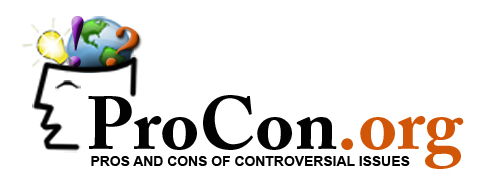 ! ?
ProCon.org
PROS AND CONS OF CONTROVERSIAL ISSUES